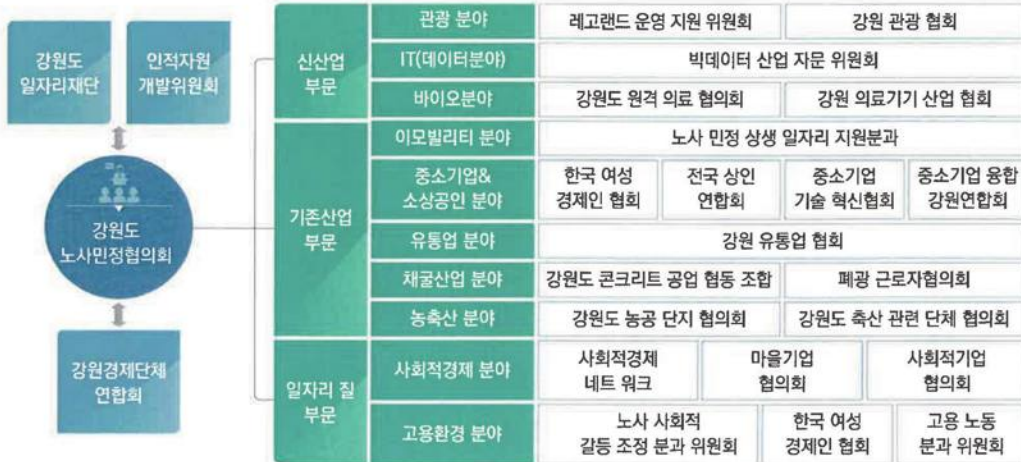 강원도
일자리재단
인적자원
개발위원회
강원도
노사민정협의회
강원경제단체
연합회
신산업
부문
관광 분야
레고랜드 운영 지원 위원회
강원 관광 협회
IT(데이터분야)
빅데이터 산업 자문 위원회
바이오분야
강원도 원격 의료 협의회
강원 의료기기 산업 협회
기존산업
부문
이모빌리티 분야
노사 민정 상생 일자리 지원분과
중소기업&
소상공인 분야
한국 여성
경제인 협회
전국 상인
연합회
중소기업
기술 혁신협회
중소기업 융합
강원연합회
유통업 분야
강원 유통업 협회
채굴산업 분야
강원도 콘크리트 공업 협동 조합
폐광 근로자협의회
농축산 분야
강원도 농공 단지 협의회
강원도 축산 관련 단체 협의회
일자리 질
부문
사회적경제 분야
사회적경제
네트 워크
마을기업
협의회
사회적기업
협의회
고용환경 분야
노사 사회적
갈등 조정 분과 위원회
한국 여성
경제인 협회
고용 노동
분과 위원회